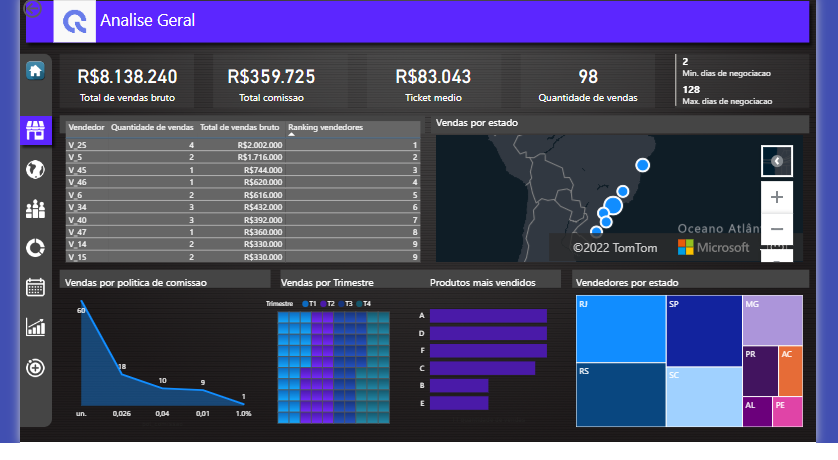 Analise Geral
R$8.138.240
Total de vendas bruto
R$359.725
Total comissao
R$83.043
Ticket medio
98
Quantidade de vendas
2
Min. dias de negociacao
128
Max. dias de negociacao
Vendedor Quantidade de vendas Total de vendas bruto Ranking vendedores
V_25 4 R$2.002.000 1
V_5 2 R$1.716.000 2
V_45 1 R$744.000 3
V_46 1 R$620.000 4
V_6 2 R$616.000 5
V_34 3 R$432.000 6
V_40 3 R$392.000 7
V_47 1 R$360.000 8
V_14 2 R$330.000 9
V_15 2 R$330.000 9
Vendas por estado
Oceano Atlân
©2022 TomTom Microsoft
Vendas por politica de comissao
60
18
10
9
1
un. 0,026 0,04 0,01 1.0%
Vendas por Trimestre
Trimestre T1 T2 T3 T4
Produtos mais vendidos
A
D
F
C
B
E
Vendedores por estado
RJ
SP
MG
RS
SC
PR
AC
AL
PE